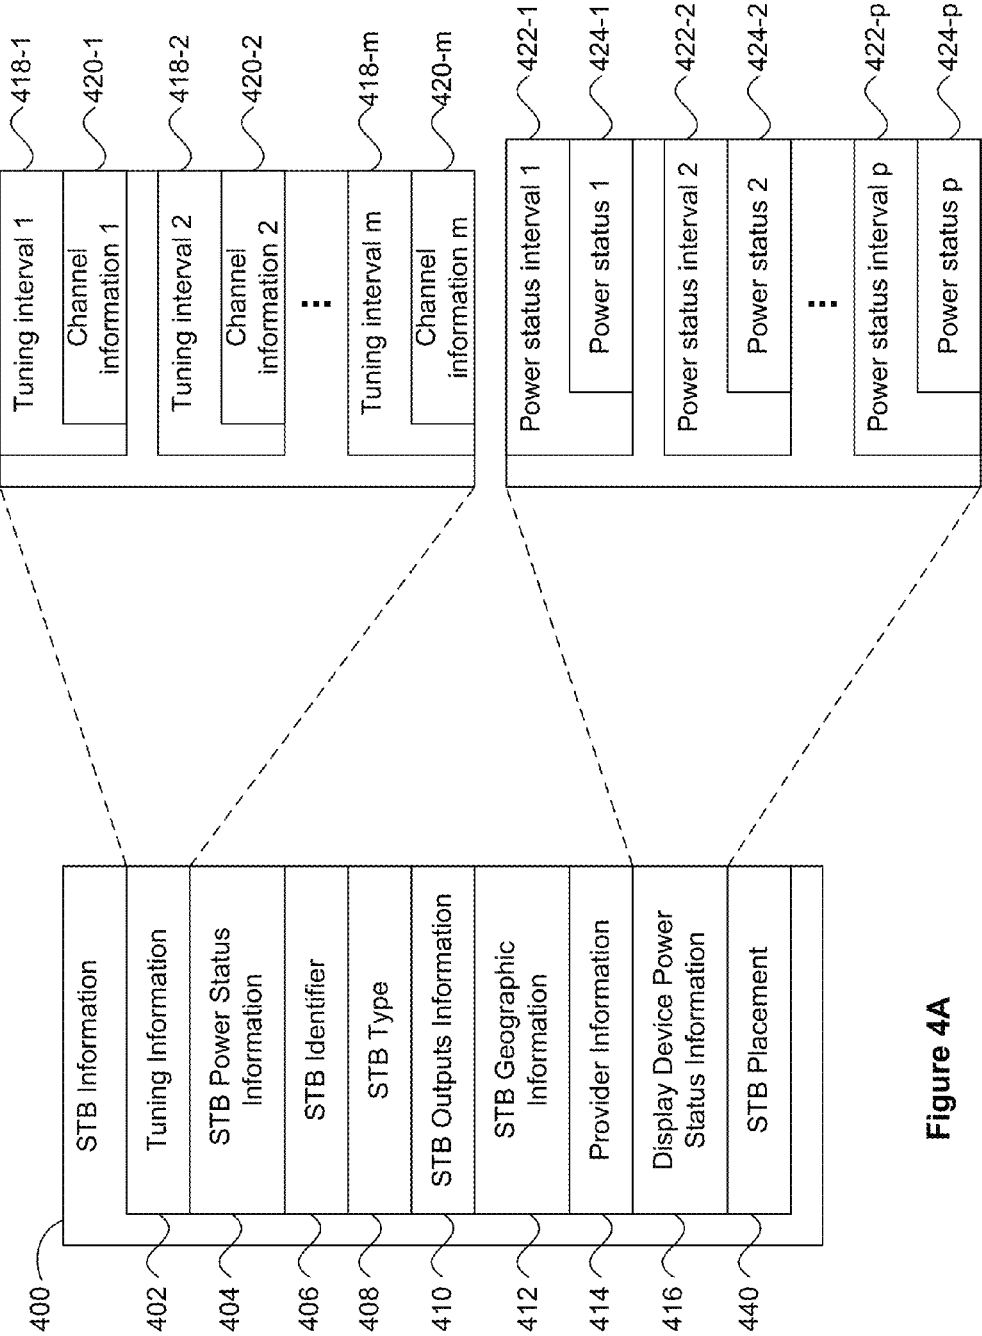 400
STB Information
402
Tuning Information
404
STB Power Status
Information
406
STB Identifier
408
STB Type
410
STB Outputs Information
412
STB Geographic
Information
414
Provider Information
416
Display Device Power
Status Information
440
STB Placement
Tuning interval 1
418-1
Channel
information 1
420-1
Tuning interval 2
418-2
Channel
information 2
420-2
...
Tuning interval m
418-m
Channel
information m
420-m
Power status interval 1
422-1
Power status 1
424-1
Power status interval 2
422-2
Power status 2
424-2
...
Power status interval p
422-p
Power status p
424-p
Figure 4A